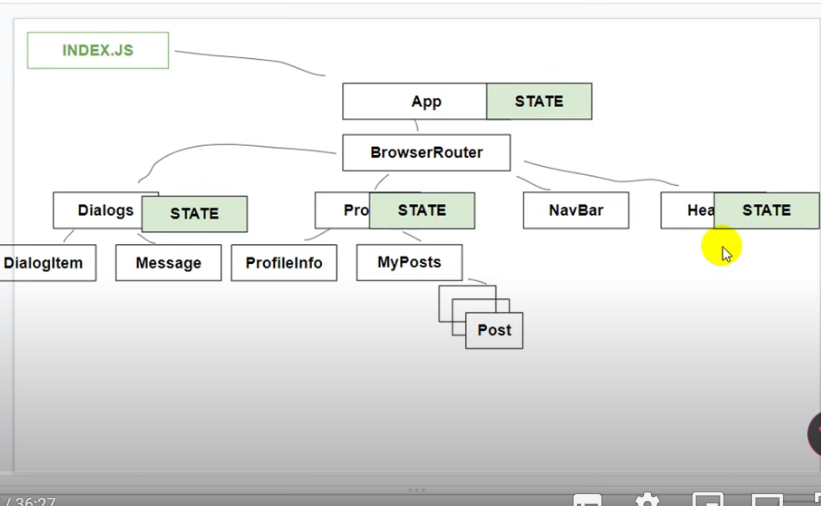 INDEX.JS
App
STATE
BrowserRouter
Dialogs
STATE
Pro
STATE
NavBar
Hea
STATE
DialogItem
Message
ProfileInfo
MyPosts
Post
/ 36:27